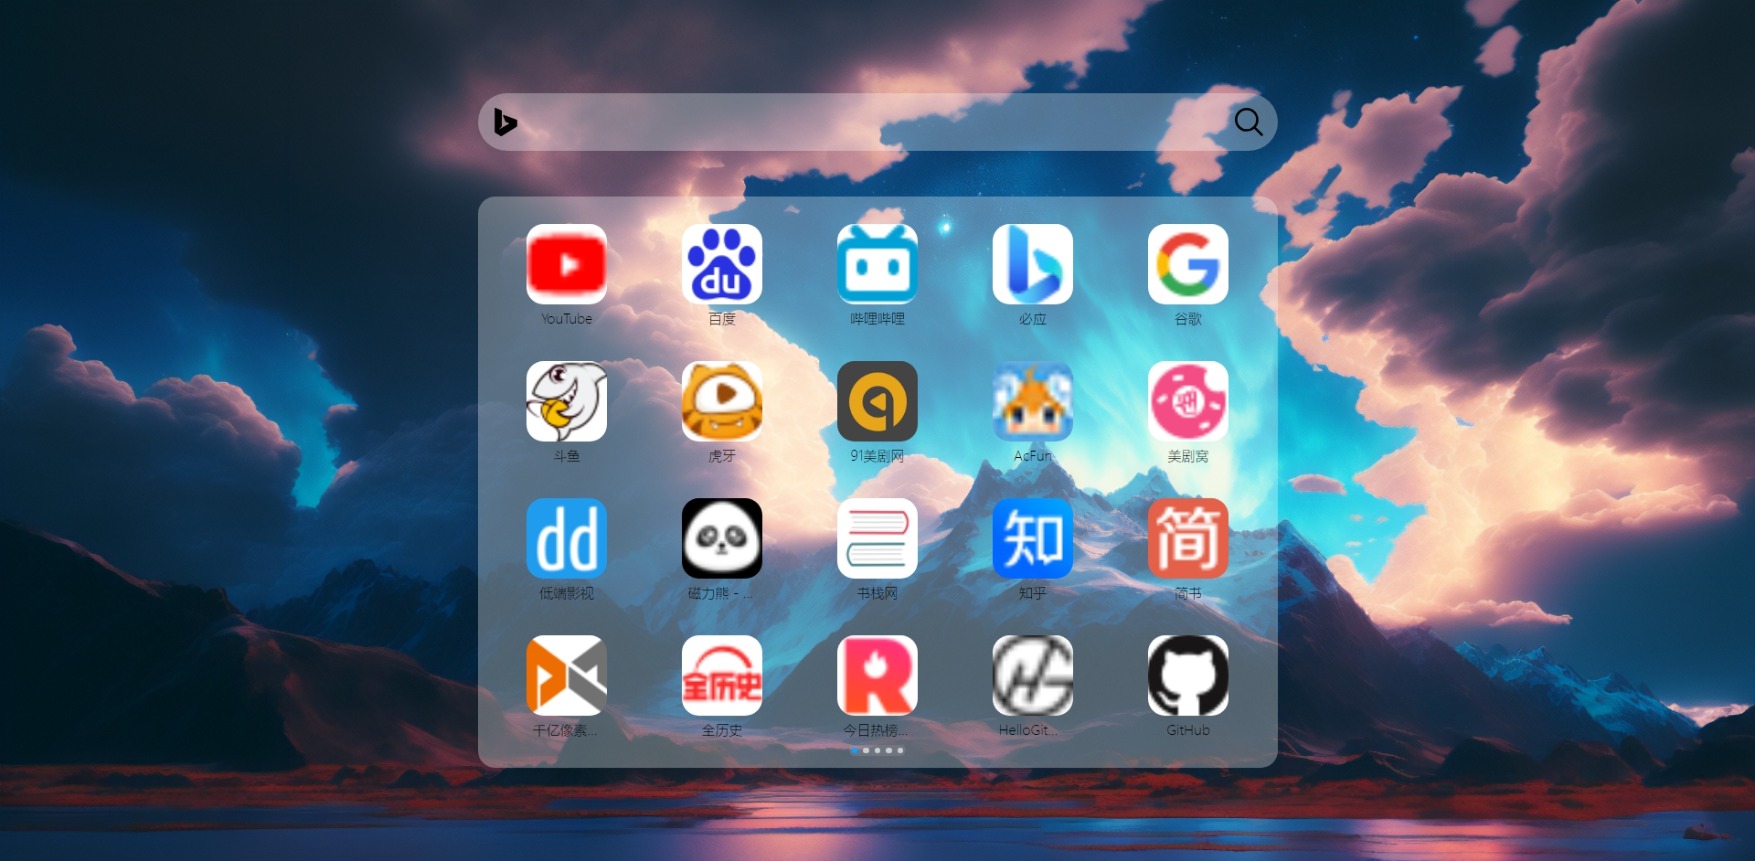 YouTube
du
百度
哔哩哔哩
必应
谷歌
斗鱼
虎牙
91美剧网
AcFun
美剧窝
dd
低端影视
磁力熊 - ...
书栈网
知
知乎
简
简书
千亿像素...
全历史
全历史
R
今日热榜...
HelloGit...
GitHub